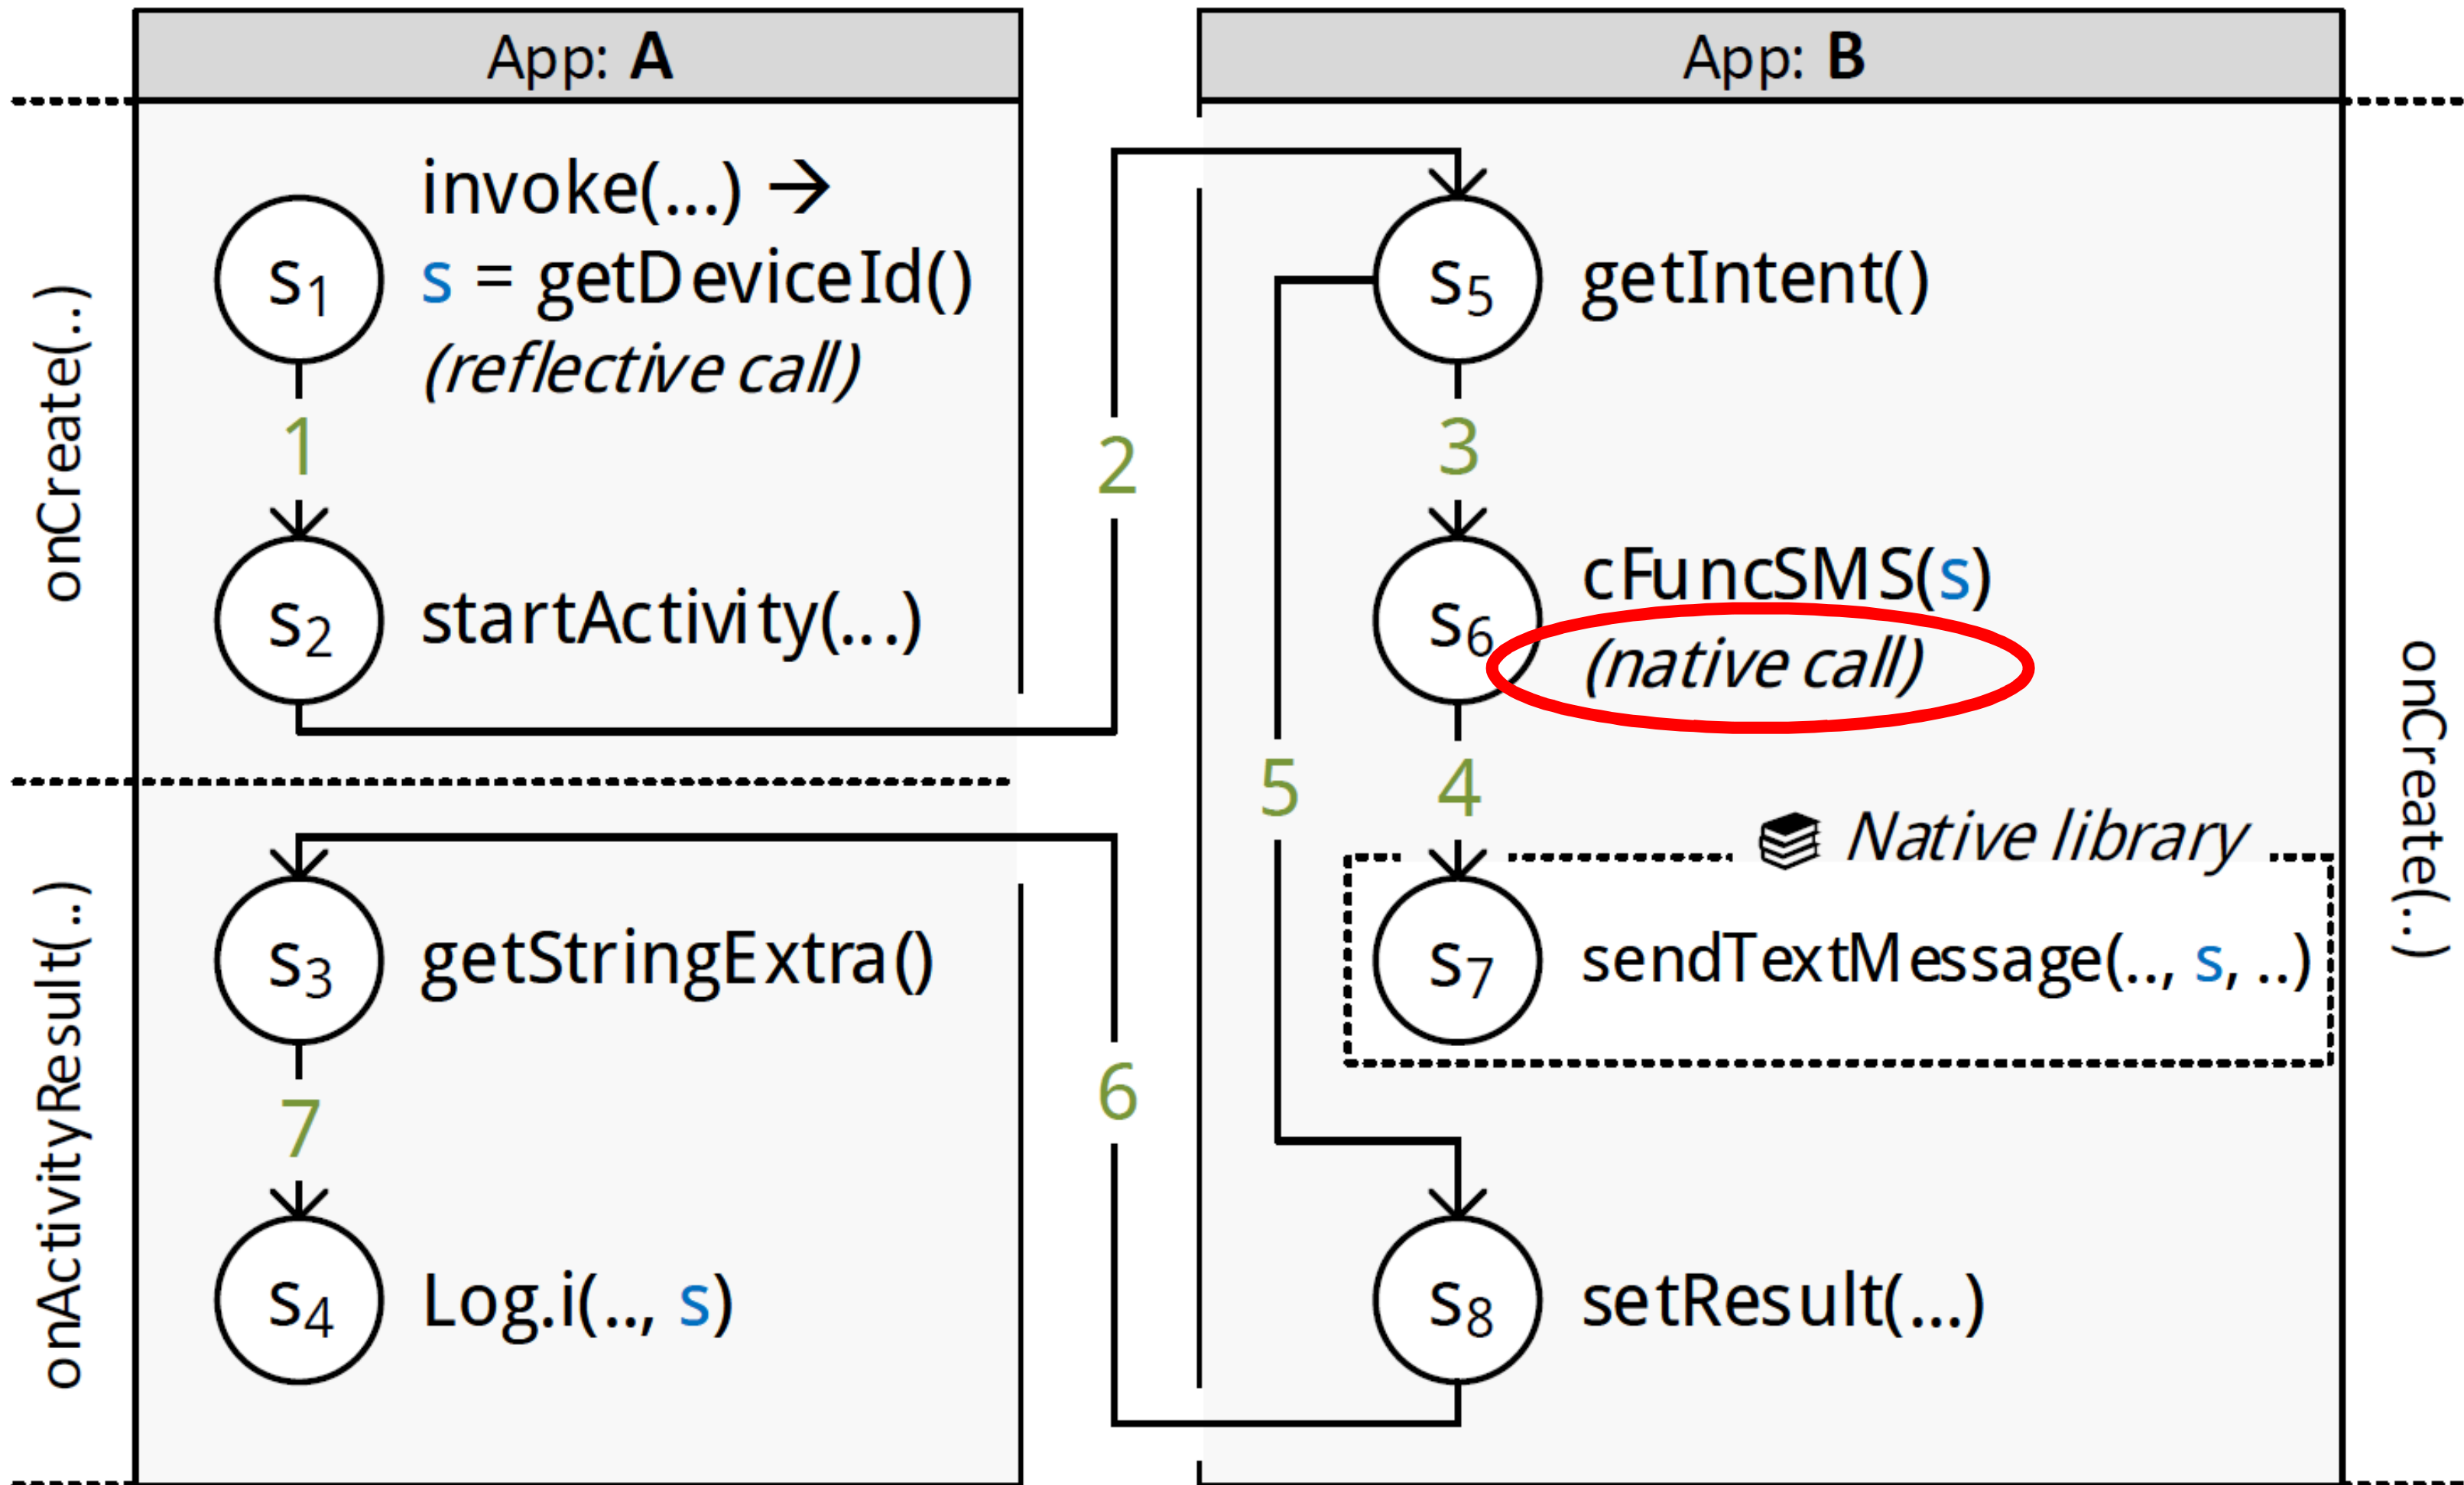 App: A
onCreate(..)
s1
invoke(...) →
s = getDeviceId()
(reflective call)
1
s2
startActivity(...)
2
onActivityResult(..)
s3
getStringExtra()
7
s4
Log.i(.., s)
6
App: B
onCreate(..)
s5
getIntent()
3
s6
cFuncSMS(s)
(native call)
5
4
Native library
s7
sendTextMessage(.., s, ..)
s8
setResult(...)